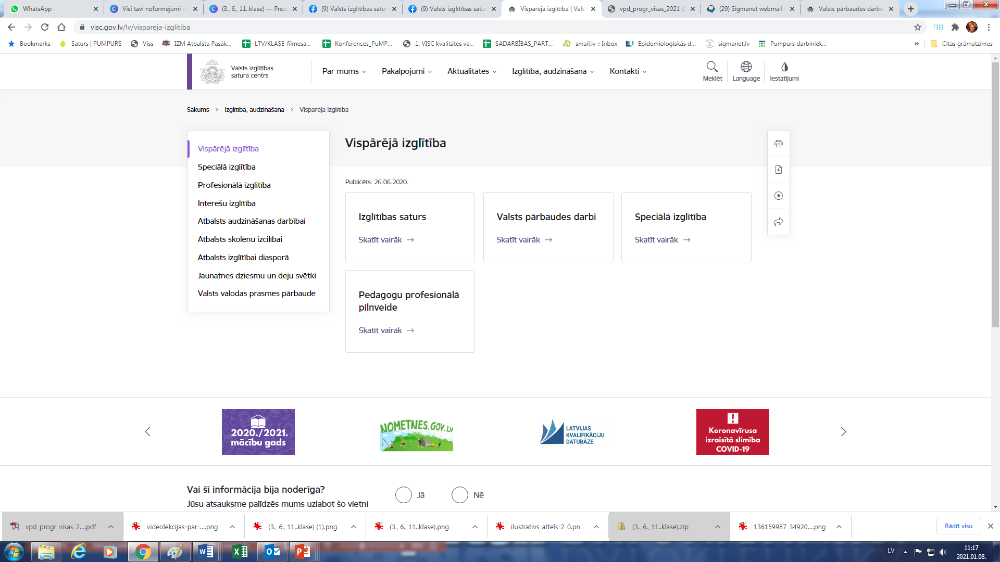 WhatsApp
Visi tavi noformējumi –
(3., 6., 11..klase) — Preze
(9) Valsts izglītības satur
(9) Valsts izglītības satur
Vispārējā izglītība | Vals
vpd_progr_visas_2021 (2
(29) Sigmanet webmail
Valsts pārbaudes darbu
visc.gov.lv/lv/vispareja-izglitiba
Bookmarks
Saturs | PUMPURS
Viss
IZM Atbalsta Pasāk...
LTV/KLASE-filmesa...
Konferences_PuMP...
1. VISC kvalitātes va...
SADARBĪBAS_PART...
smail.lv :: Inbox
Epidemioloģiskās d...
sigmanet.lv
Pumpurs darbiniek...
»
Citas grāmatzīmes
Valsts izglītības
satura centrs
Par mums
Pakalpojumi
Aktualitātes
Izglītība, audzināšana
Kontakti
Meklēt
Language
Iestatījumi
Sākums
Izglītība, audzināšana
Vispārējā izglītība
Vispārējā izglītība
Speciālā izglītība
Profesionālā izglītība
Interešu izglītība
Atbalsts audzināšanas darbībai
Atbalsts skolēnu izcilībai
Atbalsts izglītībai diasporā
Jaunatnes dziesmu un deju svētki
Valsts valodas prasmes pārbaude
Vispārējā izglītība
Publicēts: 26.06.2020.
Izglītības saturs
Skatīt vairāk
Valsts pārbaudes darbi
Skatīt vairāk
Speciālā izglītība
Skatīt vairāk
Pedagogu profesionālā
pilnveide
Skatīt vairāk
2020./2021.
mācību gads
NOMETNES.GOV.LV
LATVIJAS
KVALIFIKĀCIJU
DATUBĀZE
Koronavīrusa
izraisītā slimība
COVID-19
Vai šī informācija bija noderīga?
Jūsu atsauksme palīdzēs mums uzlabot šo vietni
Jā
Nē
vpd_progr_visas_2....pdf
videolekcijas-par-....png
(3., 6., 11..klase) (1).png
(3., 6., 11..klase).png
ilustrativs_attels-2_0.pn
(3., 6., 11..klase).zip
136159987_34920....png
Rādīt visu
LV
11:17
2021.01.08.